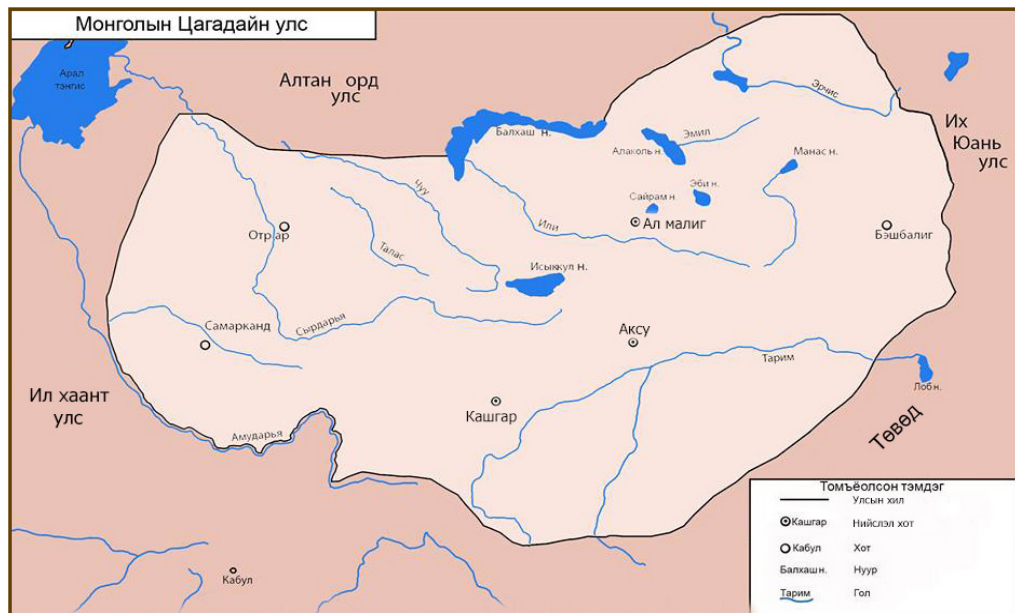 Монголын Цагадайн улс
Арал
тэнгис
Алтан орд
улс
Балхаш н.
Эрчис
Их
Юань
улс
Эмил
Алаколь н.
Манас н.
Эби н.
Сайрам н.
Чуу
Или
Ал малиг
Бэшбалиг
Отрар
Талас
Исыккул н.
Самарканд
Сырдарья
Аксу
Тарим
Лоб н.
Ил хаант
улс
Кашгар
Амударья
Төвөд
Кабул
Томъёолсон тэмдэг
Улсын хил
Кашгар Нийслэл хот
Кабул Хот
Балхаш н. Нуур
Тарим Гол